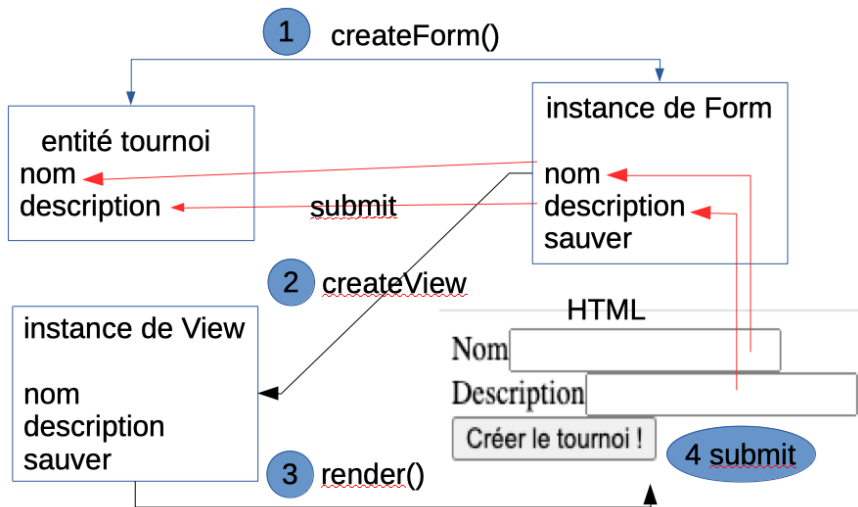 1 createForm()
entité tournoi
nom
description
instance de Form
nom
description
sauver
submit
2 createView
instance de View
nom
description
sauver
HTML
Nom
Description
Créer le tournoi !
4 submit
3 render()